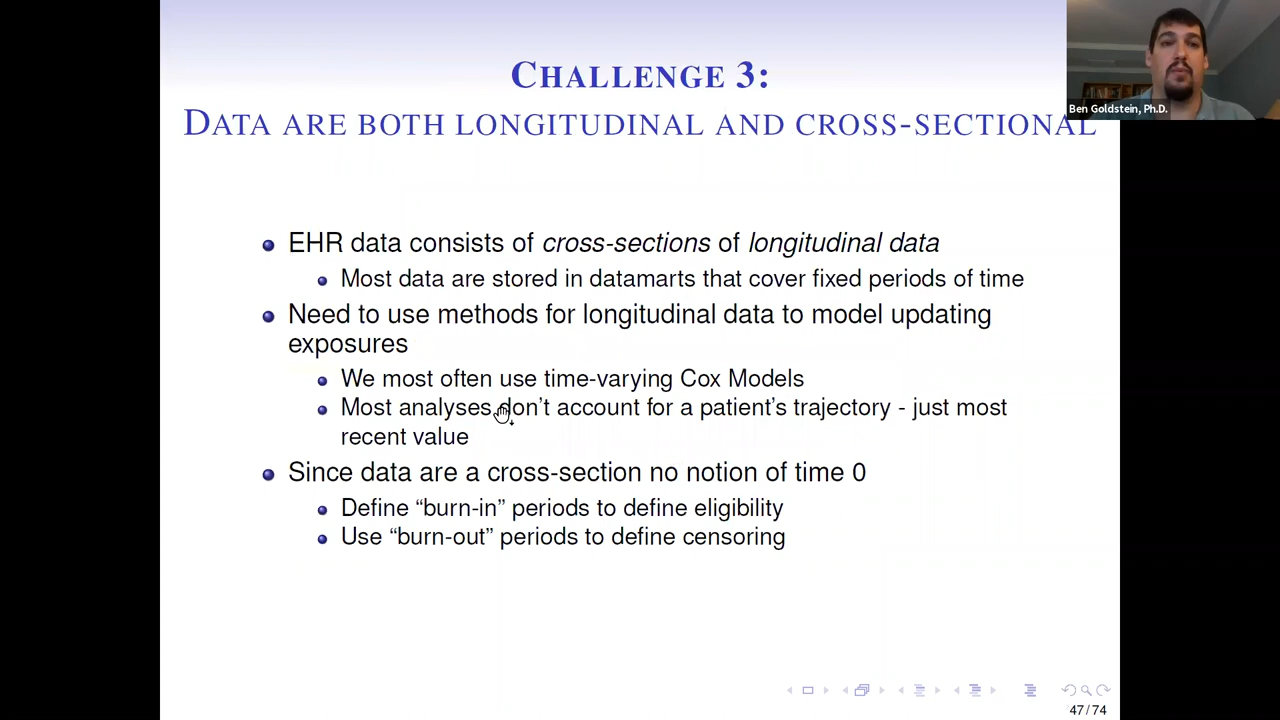 CHALLENGE 3:
DATA ARE BOTH LONGITUDINAL AND CROSS-SECTIONAL
Ben Goldstein, Ph.D.
EHR data consists of cross-sections of longitudinal data
Most data are stored in datamarts that cover fixed periods of time
Need to use methods for longitudinal data to model updating
exposures
We most often use time-varying Cox Models
Most analyses don't account for a patient's trajectory - just most
recent value
Since data are a cross-section no notion of time 0
Define “burn-in” periods to define eligibility
Use “burn-out” periods to define censoring
47/74